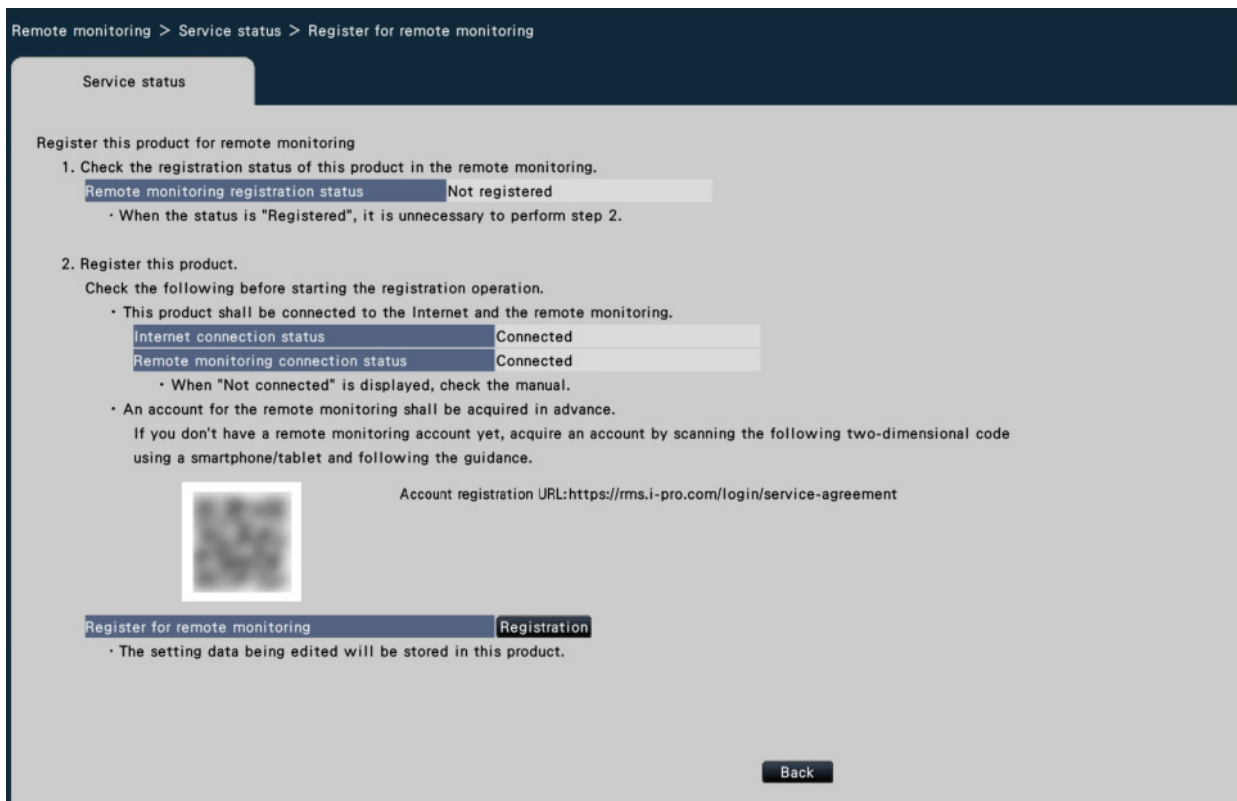 Remote monitoring > Service status > Register for remote monitoring
Service status
Register this product for remote monitoring
1. Check the registration status of this product in the remote monitoring.
Remote monitoring registration status Not registered
・When the status is "Registered", it is unnecessary to perform step 2.
2. Register this product.
Check the following before starting the registration operation.
・This product shall be connected to the Internet and the remote monitoring.
Internet connection status Connected
Remote monitoring connection status Connected
・When "Not connected" is displayed, check the manual.
・An account for the remote monitoring shall be acquired in advance.
If you don't have a remote monitoring account yet, acquire an account by scanning the following two-dimensional code
using a smartphone/tablet and following the guidance.
Account registration URL:https://rms.i-pro.com/login/service-agreement
Register for remote monitoring Registration
・The setting data being edited will be stored in this product.
Back